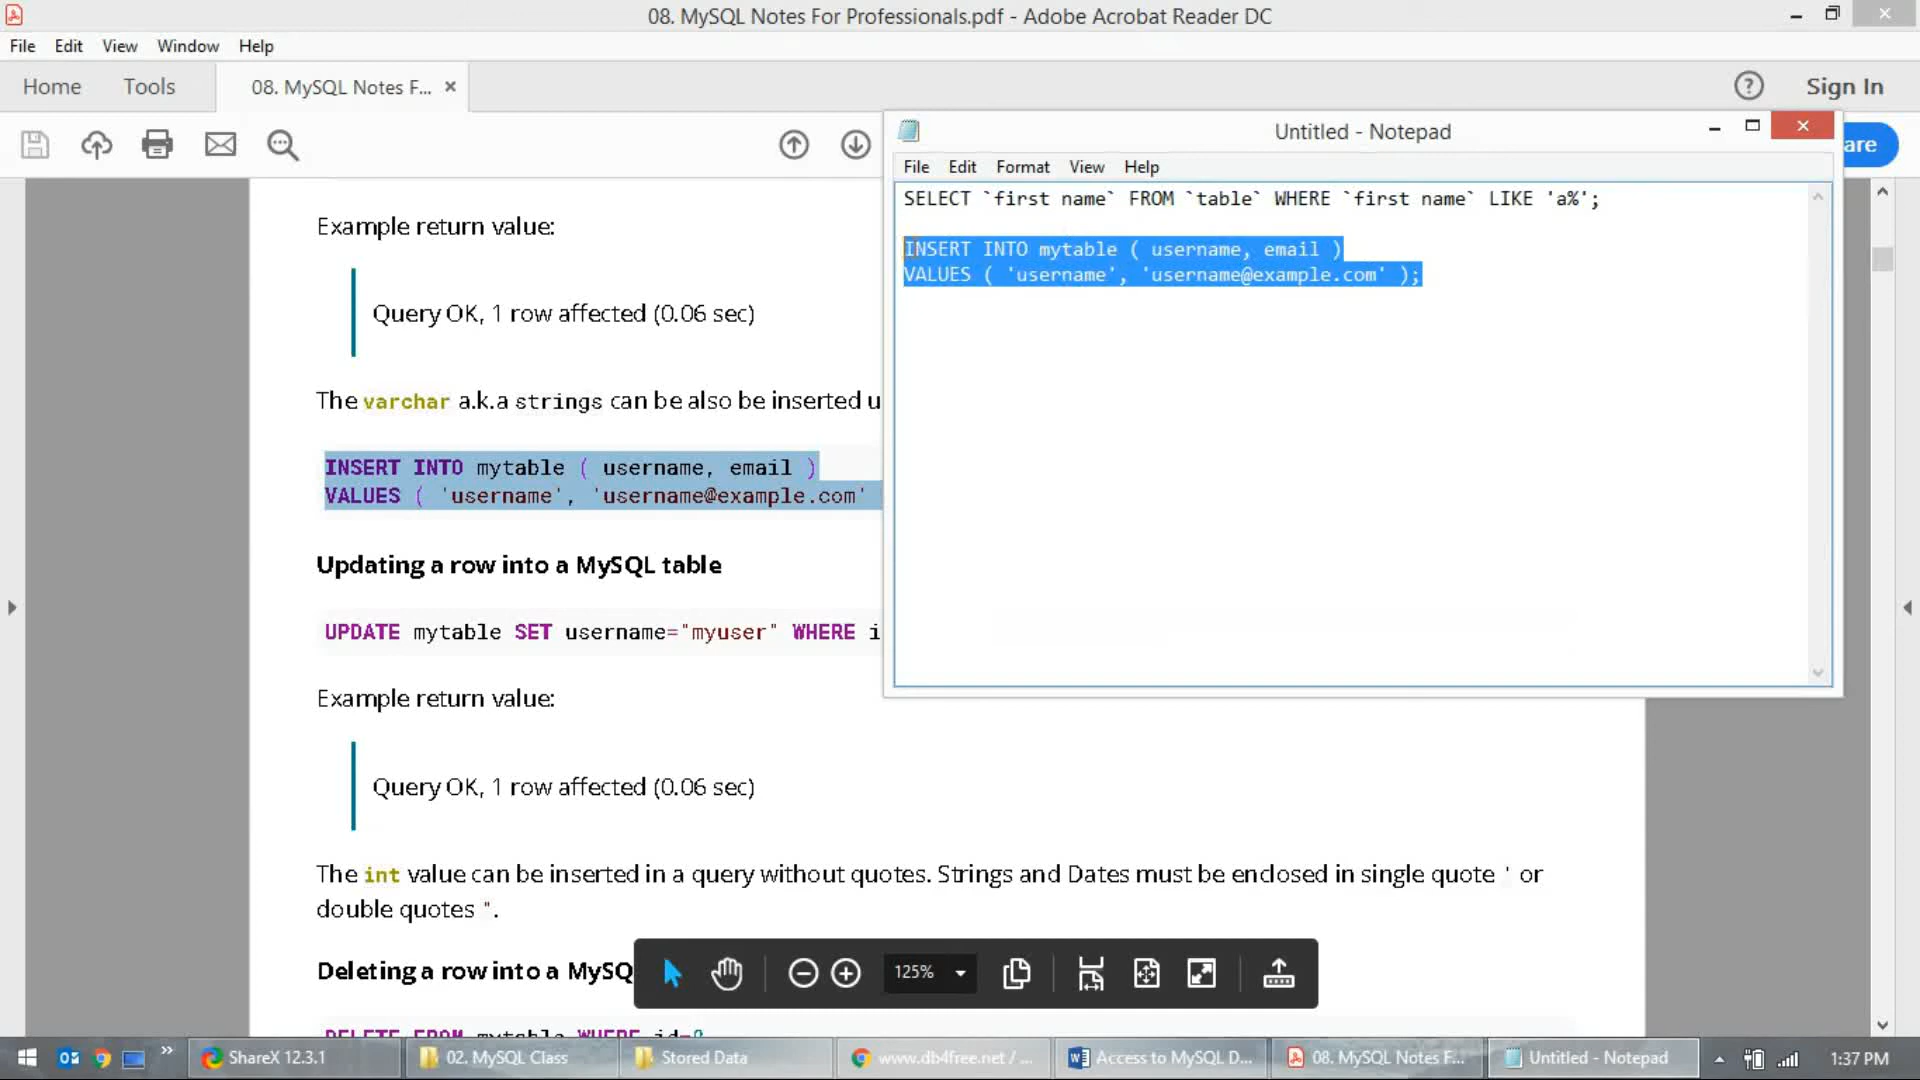 08. MySQL Notes For Professionals.pdf - Adobe Acrobat Reader DC
File Edit View Window Help
Home Tools 08. MySQL Notes F... × ? Sign In
are
Example return value:
Query OK, 1 row affected (0.06 sec)
The varchar a.k.a strings can be also be inserted u
INSERT INTO mytable ( username, email )
VALUES ( 'username', 'username@example.com'
Updating a row into a MySQL table
UPDATE mytable SET username="myuser" WHERE i
Example return value:
Query OK, 1 row affected (0.06 sec)
The int value can be inserted in a query without quotes. Strings and Dates must be enclosed in single quote ' or
double quotes ".
Deleting a row into a MySQ
DELETE FROM mytable WHERE id=
Untitled - Notepad
File Edit Format View Help
SELECT `first name` FROM `table` WHERE `first name` LIKE 'a%';
INSERT INTO mytable ( username, email )
VALUES ( 'username', 'username@example.com' );
125%
» ShareX 12.3.1 02. MySQL Class Stored Data www.db4free.net / ... Access to MySQL D... 08. MySQL Notes F... Untitled - Notepad 1:37 PM